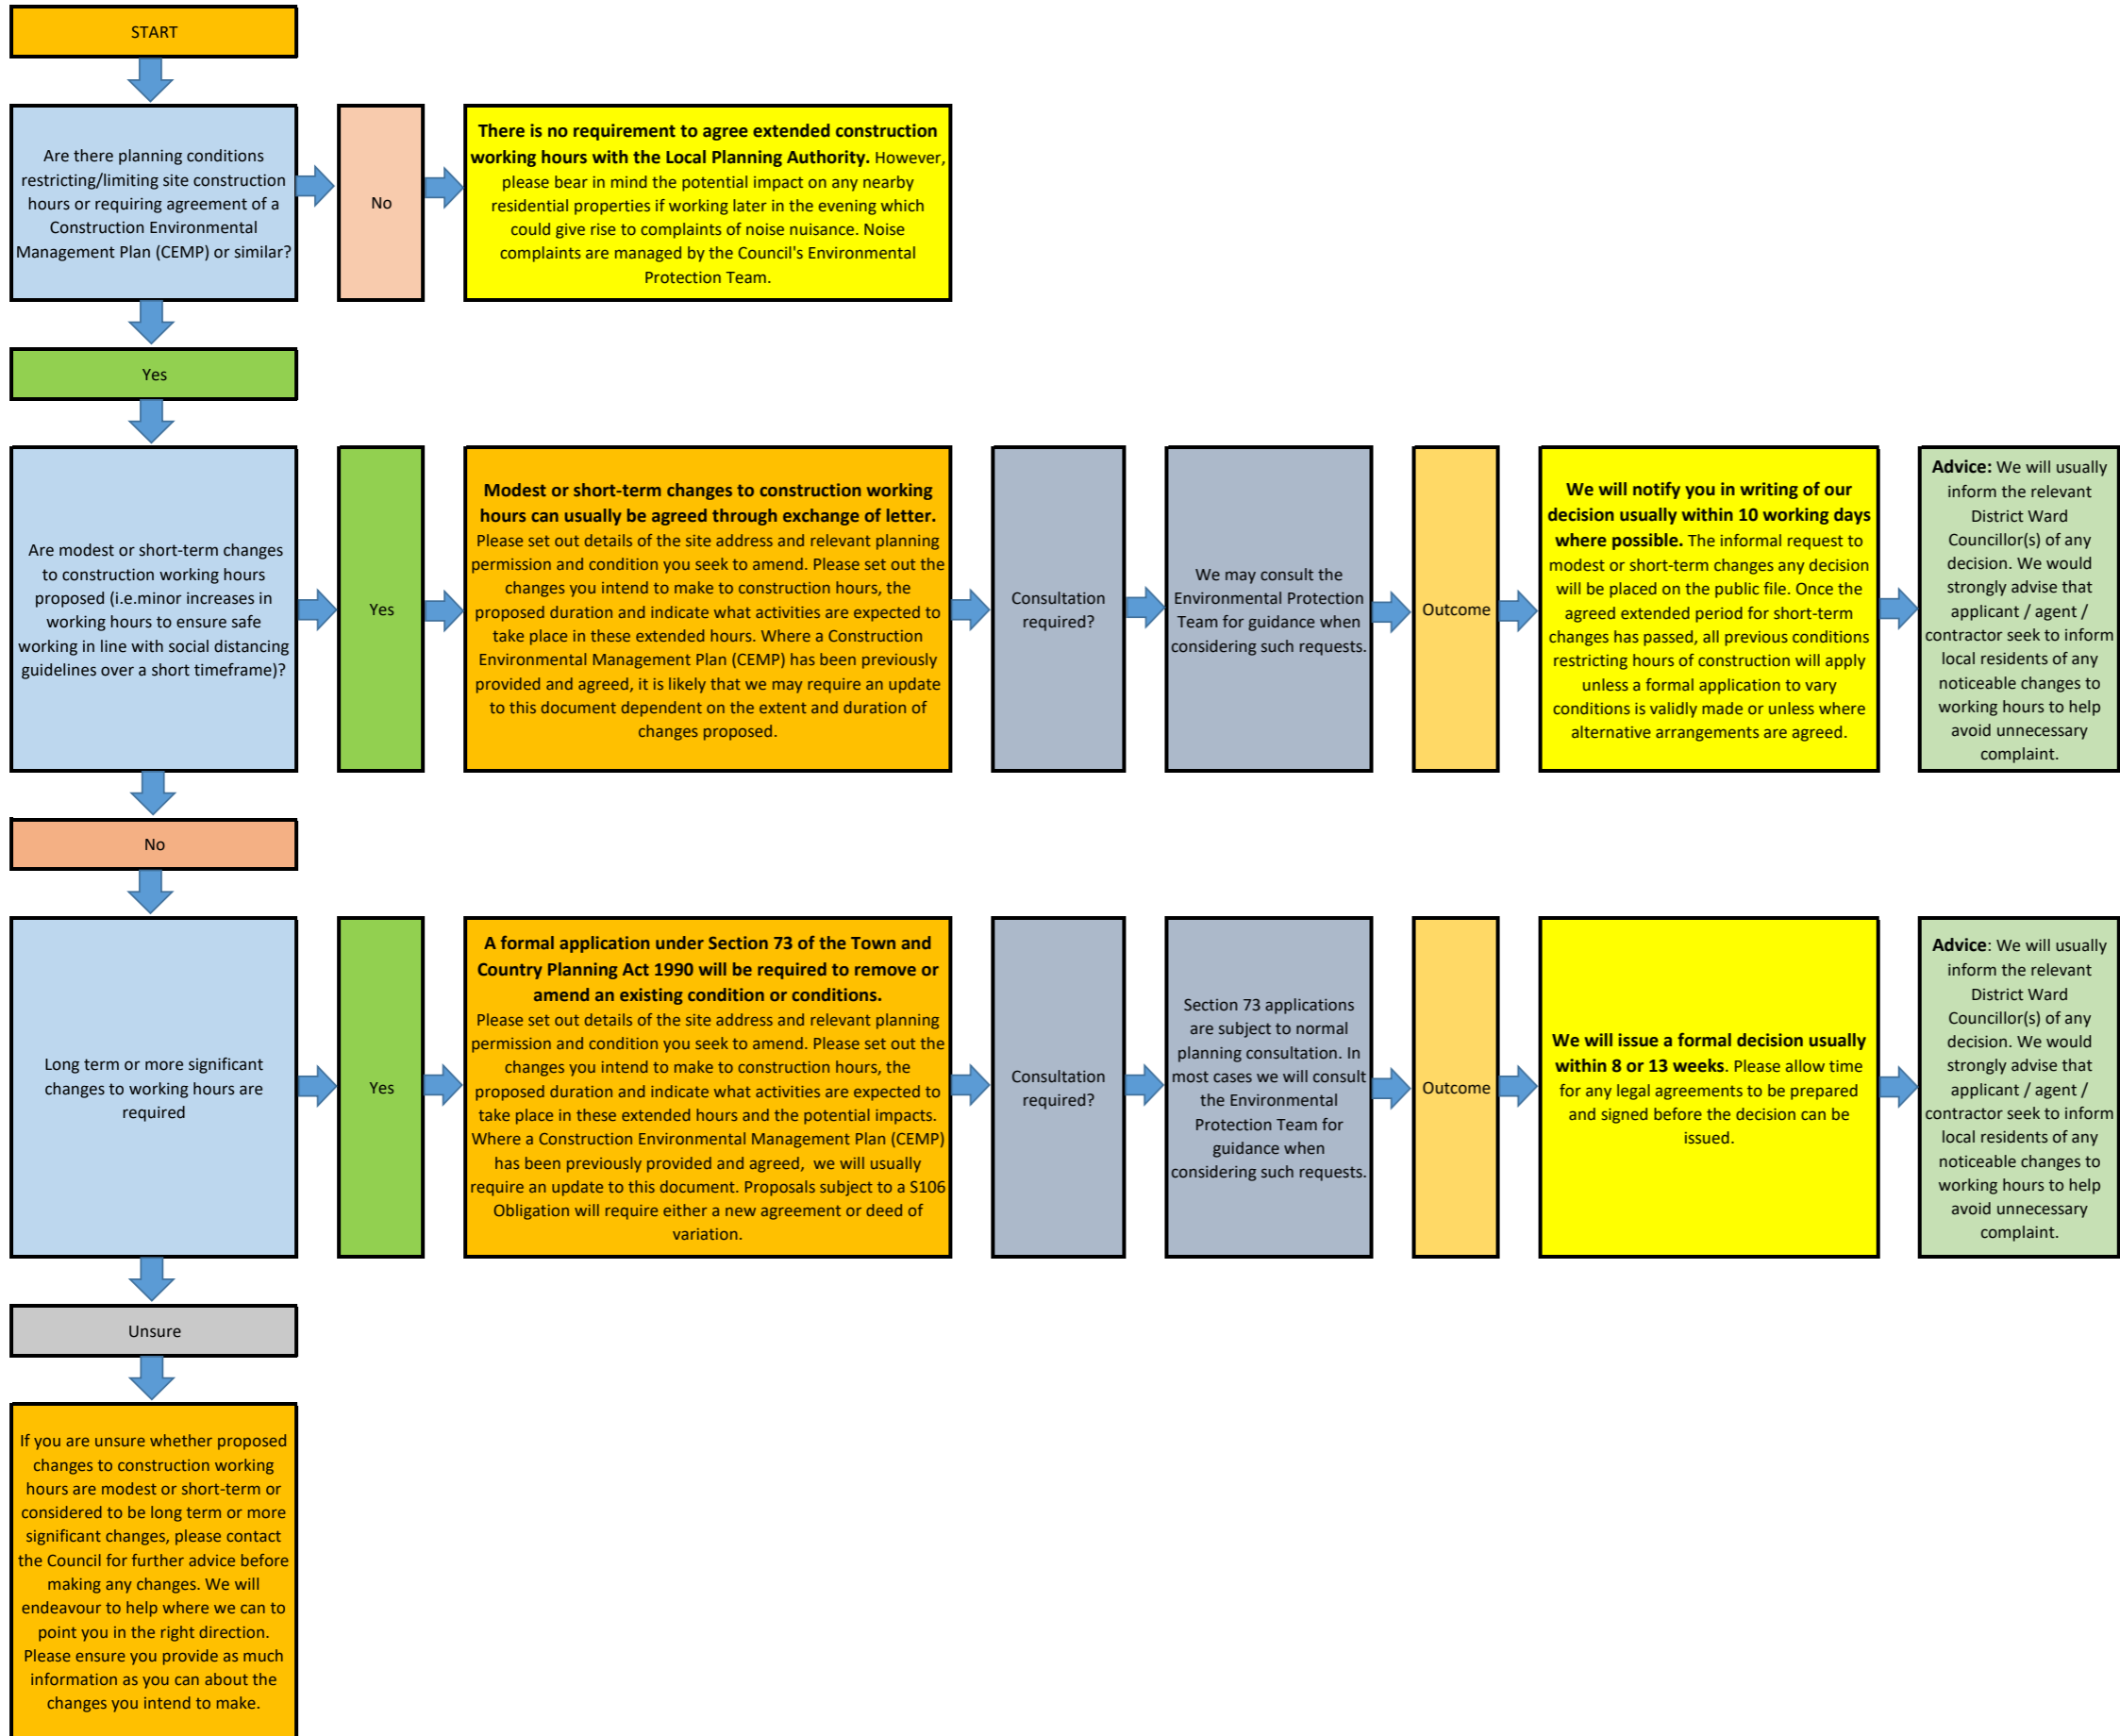 START
Are there planning conditions
restricting/limiting site construction
hours or requiring agreement of a
Construction Environmental
Management Plan (CEMP) or similar?
No
There is no requirement to agree extended construction
working hours with the Local Planning Authority. However,
please bear in mind the potential impact on any nearby
residential properties if working later in the evening which
could give rise to complaints of noise nuisance. Noise
complaints are managed by the Council's Environmental
Protection Team.
Yes
Are modest or short-term changes
to construction working hours
proposed (i.e.minor increases in
working hours to ensure safe
working in line with social distancing
guidelines over a short timeframe)?
Yes
Modest or short-term changes to construction working
hours can usually be agreed through exchange of letter.
Please set out details of the site address and relevant planning
permission and condition you seek to amend. Please set out the
changes you intend to make to construction hours, the
proposed duration and indicate what activities are expected to
take place in these extended hours. Where a Construction
Environmental Management Plan (CEMP) has been previously
provided and agreed, it is likely that we may require an update
to this document dependent on the extent and duration of
changes proposed.
Consultation
required?
We may consult the
Environmental Protection
Team for guidance when
considering such requests.
Outcome
We will notify you in writing of our
decision usually within 10 working days
where possible. The informal request to
modest or short-term changes any decision
will be placed on the public file. Once the
agreed extended period for short-term
changes has passed, all previous conditions
restricting hours of construction will apply
unless a formal application to vary
conditions is validly made or unless where
alternative arrangements are agreed.
Advice: We will usually
inform the relevant
District Ward
Councillor(s) of any
decision. We would
strongly advise that
applicant / agent /
contractor seek to inform
local residents of any
noticeable changes to
working hours to help
avoid unnecessary
complaint.
No
Long term or more significant
changes to working hours are
required
Yes
A formal application under Section 73 of the Town and
Country Planning Act 1990 will be required to remove or
amend an existing condition or conditions.
Please set out details of the site address and relevant planning
permission and condition you seek to amend. Please set out the
changes you intend to make to construction hours, the
proposed duration and indicate what activities are expected to
take place in these extended hours and the potential impacts.
Where a Construction Environmental Management Plan (CEMP)
has been previously provided and agreed, we will usually
require an update to this document. Proposals subject to a S106
Obligation will require either a new agreement or deed of
variation.
Consultation
required?
Section 73 applications
are subject to normal
planning consultation. In
most cases we will consult
the Environmental
Protection Team for
guidance when
considering such requests.
Outcome
We will issue a formal decision usually
within 8 or 13 weeks. Please allow time
for any legal agreements to be prepared
and signed before the decision can be
issued.
Advice: We will usually
inform the relevant
District Ward
Councillor(s) of any
decision. We would
strongly advise that
applicant / agent /
contractor seek to inform
local residents of any
noticeable changes to
working hours to help
avoid unnecessary
complaint.
Unsure
If you are unsure whether proposed
changes to construction working
hours are modest or short-term or
considered to be long term or more
significant changes, please contact
the Council for further advice before
making any changes. We will
endeavour to help where we can to
point you in the right direction.
Please ensure you provide as much
information as you can about the
changes you intend to make.